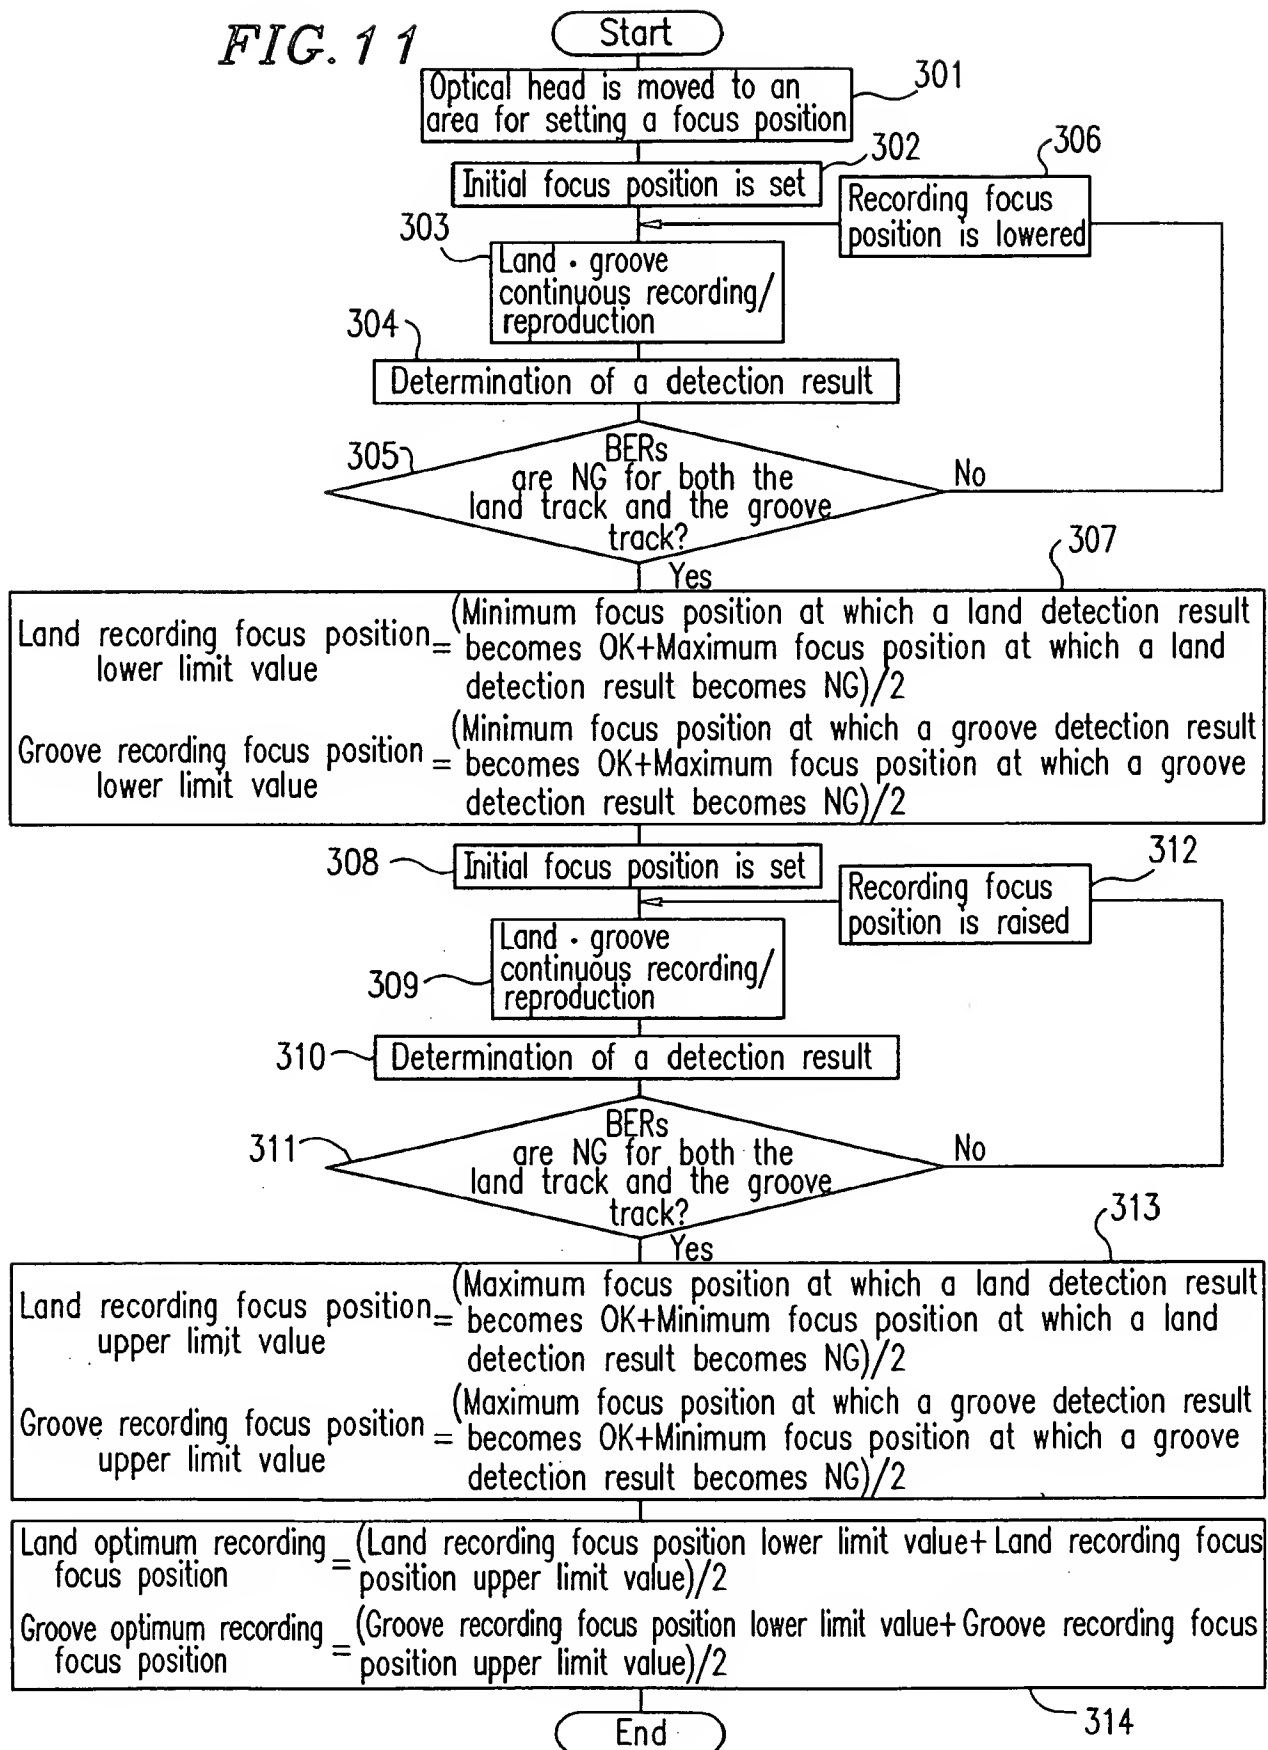 FIG. 11
Start
Optical head is moved to an
area for setting a focus position
301
302
Initial focus position is set
306
Recording focus
position is lowered
303
Land · groove
continuous recording/
reproduction
304
Determination of a detection result
305
BERs
are NG for both the
land track and the groove
track?
No
Yes
307
Land recording focus position
lower limit value
=
(Minimum focus position at which a land detection result
becomes OK+Maximum focus position at which a land
detection result becomes NG)/2
Groove recording focus position
lower limit value
=
(Minimum focus position at which a groove detection result
becomes OK+Maximum focus position at which a groove
detection result becomes NG)/2
308
Initial focus position is set
312
Recording focus
position is raised
Land · groove
continuous recording/
reproduction
309
310
Determination of a detection result
311
BERs
are NG for both the
land track and the groove
track?
No
Yes
313
Land recording focus position
upper limit value
=
(Maximum focus position at which a land detection result
becomes OK+Minimum focus position at which a land
detection result becomes NG)/2
Groove recording focus position
upper limit value
=
(Maximum focus position at which a groove detection result
becomes OK+Minimum focus position at which a groove
detection result becomes NG)/2
Land optimum recording
focus position
=
(Land recording focus position lower limit value+Land recording focus
position upper limit value)/2
Groove optimum recording
focus position
=
(Groove recording focus position lower limit value+Groove recording focus
position upper limit value)/2
314
End